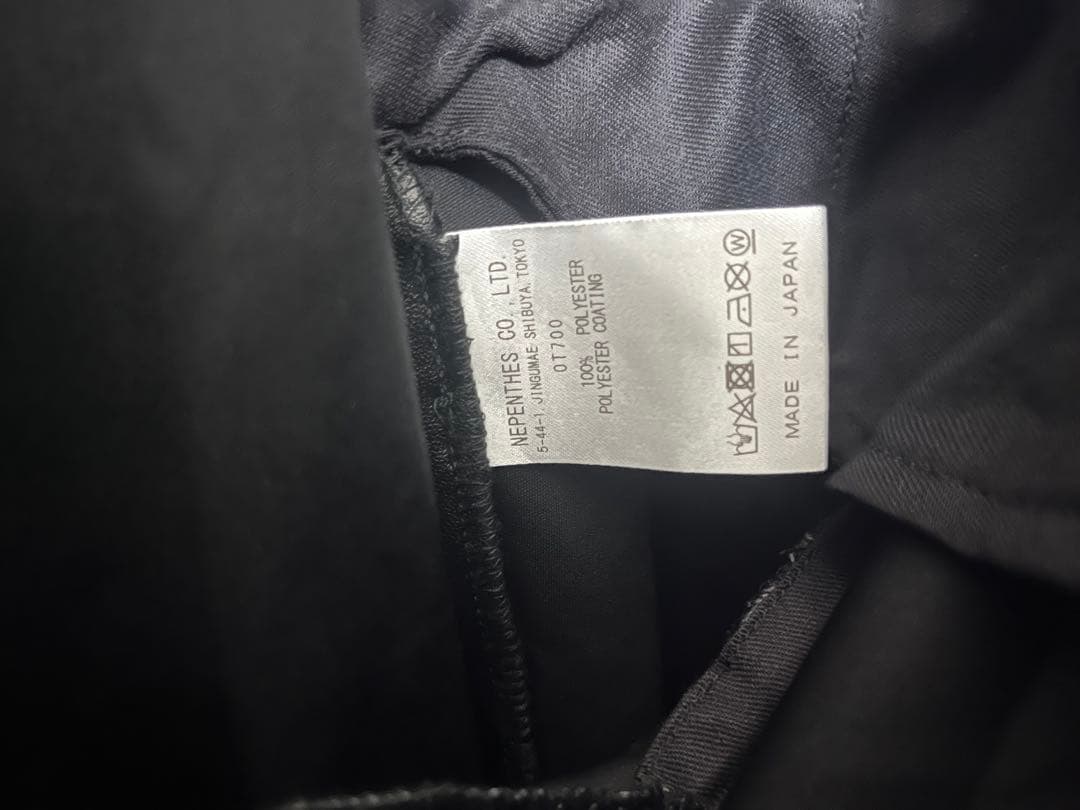 NEPENTHES CO., LTD.
5-44-1 JINGUMAE SHIBUYA TOKYO
OT700
100% POLYESTER
POLYESTER COATING
W
MADE IN JAPAN